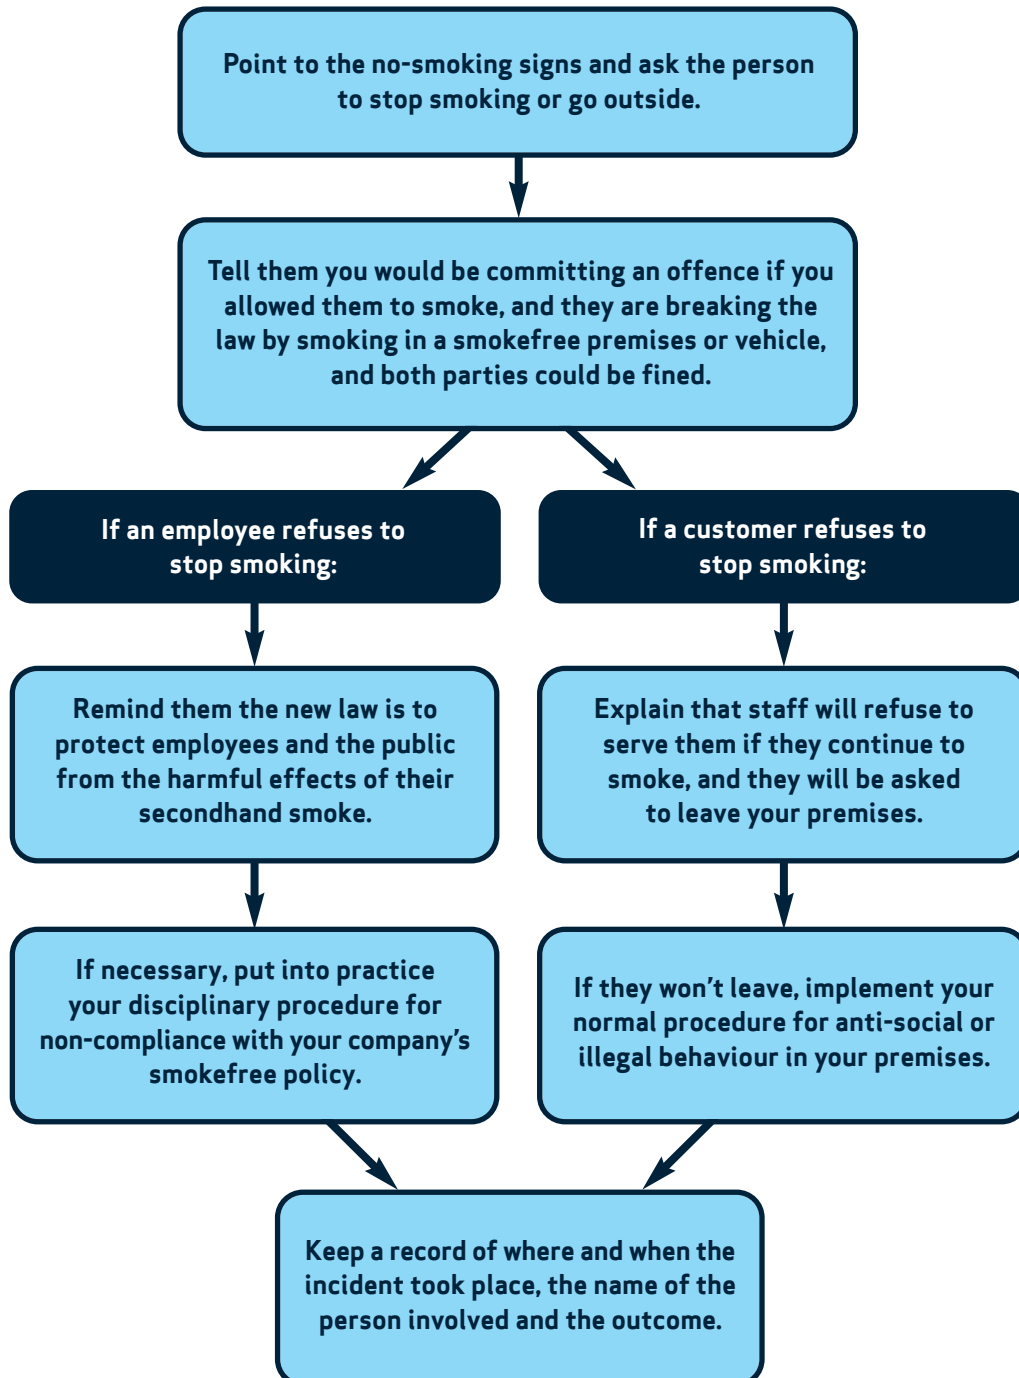 Point to the no-smoking signs and ask the person
to stop smoking or go outside.
Tell them you would be committing an offence if you
allowed them to smoke, and they are breaking the
law by smoking in a smokefree premises or vehicle,
and both parties could be fined.
If an employee refuses to
stop smoking:
If a customer refuses to
stop smoking:
Remind them the new law is to
protect employees and the public
from the harmful effects of their
secondhand smoke.
Explain that staff will refuse to
serve them if they continue to
smoke, and they will be asked
to leave your premises.
If necessary, put into practice
your disciplinary procedure for
non-compliance with your company’s
smokefree policy.
If they won’t leave, implement your
normal procedure for anti-social or
illegal behaviour in your premises.
Keep a record of where and when the
incident took place, the name of the
person involved and the outcome.